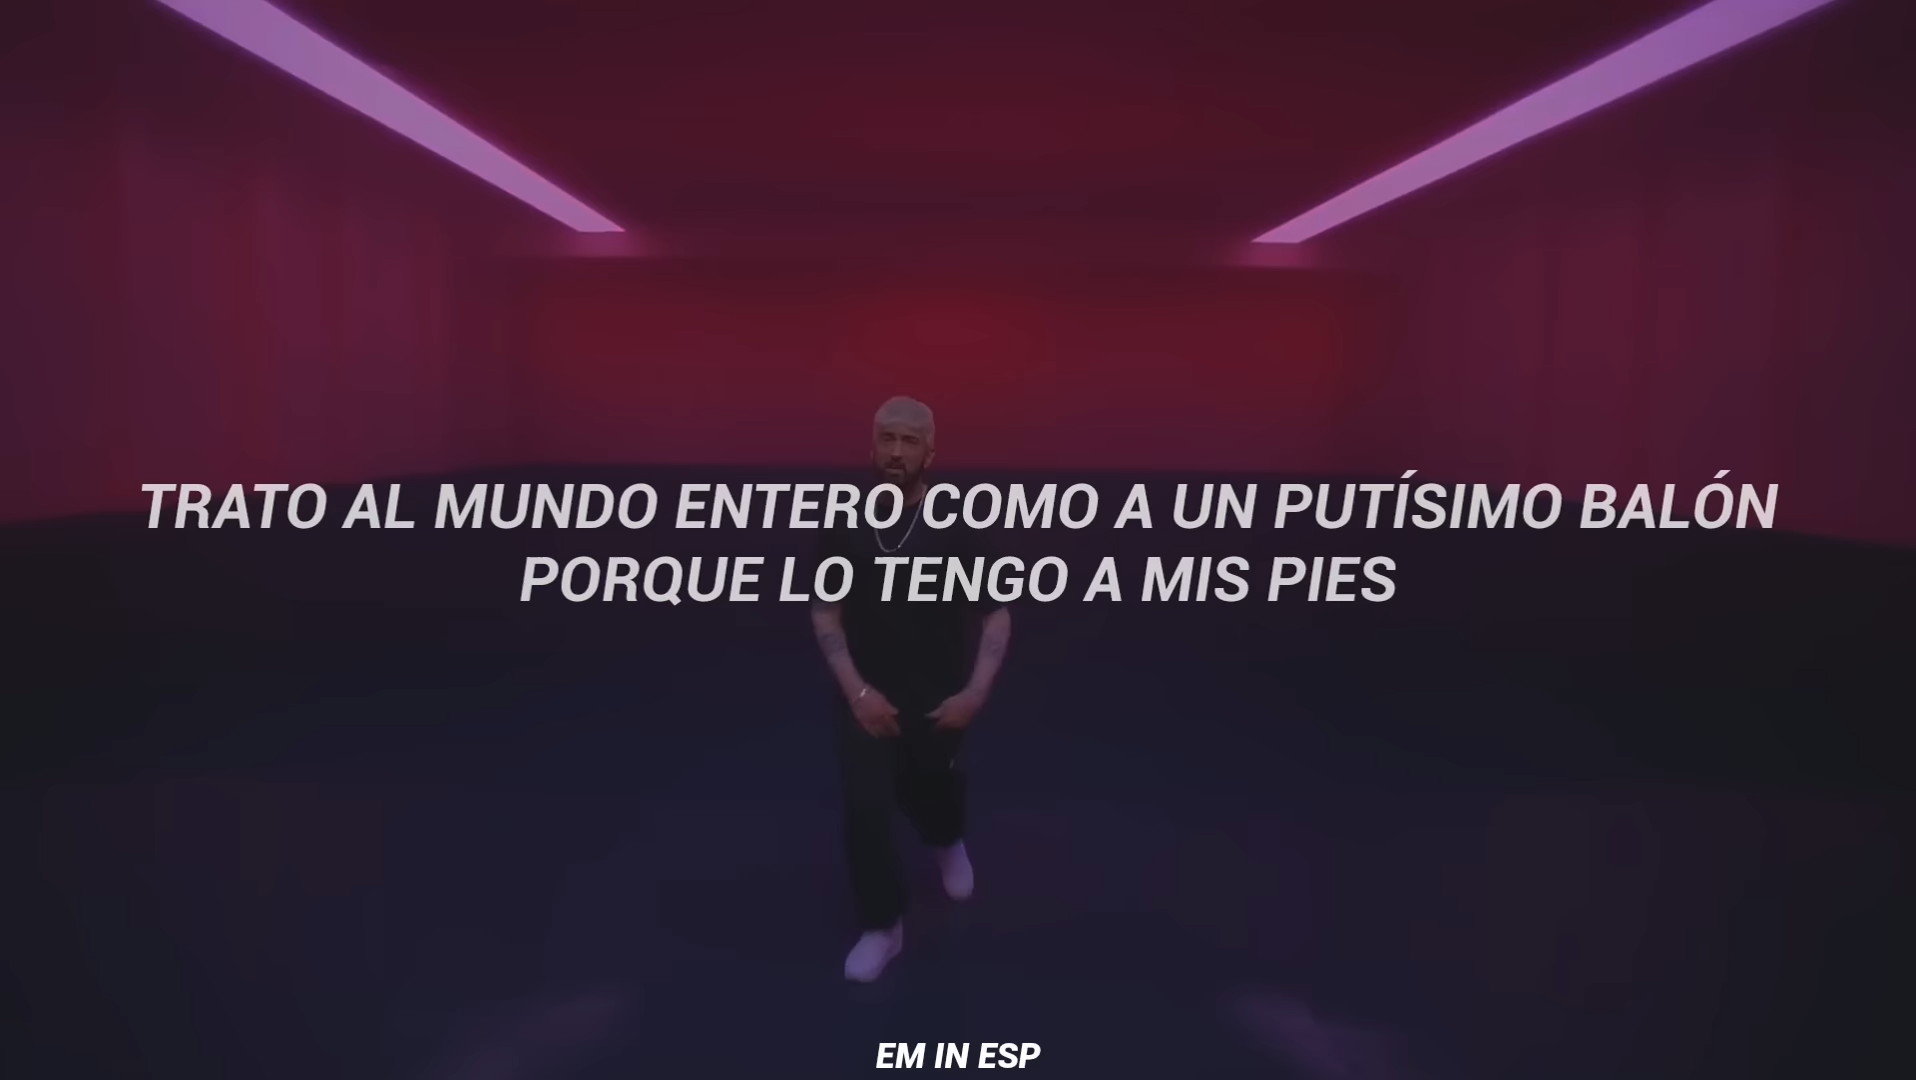 TRATO AL MUNDO ENTERO COMO A UN PUTÍSIMO BALÓN
PORQUE LO TENGO A MIS PIES
EM IN ESP